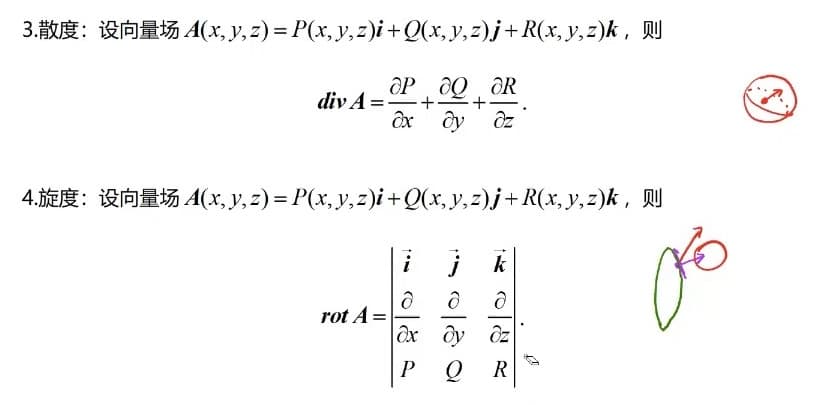 3.散度：设向量场 A(x,y,z)=P(x,y,z)i+Q(x,y,z)j+R(x,y,z)k，则
div A = ∂P/∂x + ∂Q/∂y + ∂R/∂z .
4.旋度：设向量场 A(x,y,z)=P(x,y,z)i+Q(x,y,z)j+R(x,y,z)k，则
rot A = | i⃗ j⃗ k⃗ |
| ∂/∂x ∂/∂y ∂/∂z | .
| P Q R |